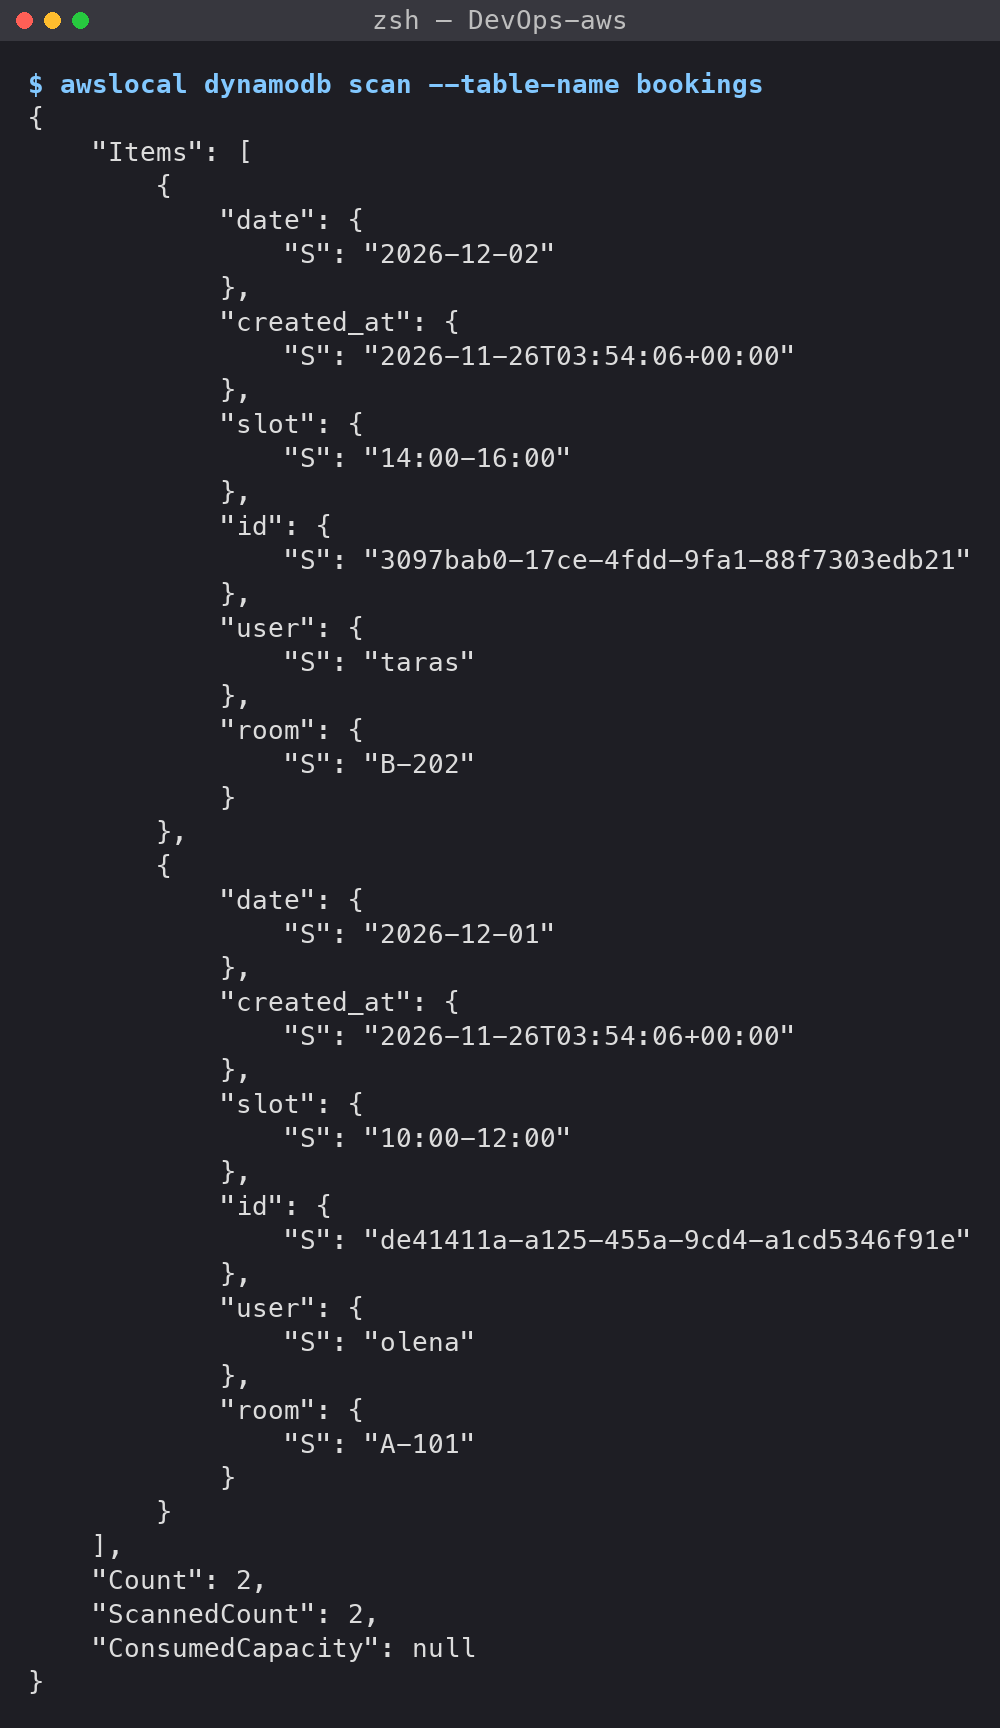 zsh — DevOps-aws
$ awslocal dynamodb scan --table-name bookings
{
    "Items": [
        {
            "date": {
                "S": "2026-12-02"
            },
            "created_at": {
                "S": "2026-11-26T03:54:06+00:00"
            },
            "slot": {
                "S": "14:00-16:00"
            },
            "id": {
                "S": "3097bab0-17ce-4fdd-9fa1-88f7303edb21"
            },
            "user": {
                "S": "taras"
            },
            "room": {
                "S": "B-202"
            }
        },
        {
            "date": {
                "S": "2026-12-01"
            },
            "created_at": {
                "S": "2026-11-26T03:54:06+00:00"
            },
            "slot": {
                "S": "10:00-12:00"
            },
            "id": {
                "S": "de41411a-a125-455a-9cd4-a1cd5346f91e"
            },
            "user": {
                "S": "olena"
            },
            "room": {
                "S": "A-101"
            }
        }
    ],
    "Count": 2,
    "ScannedCount": 2,
    "ConsumedCapacity": null
}